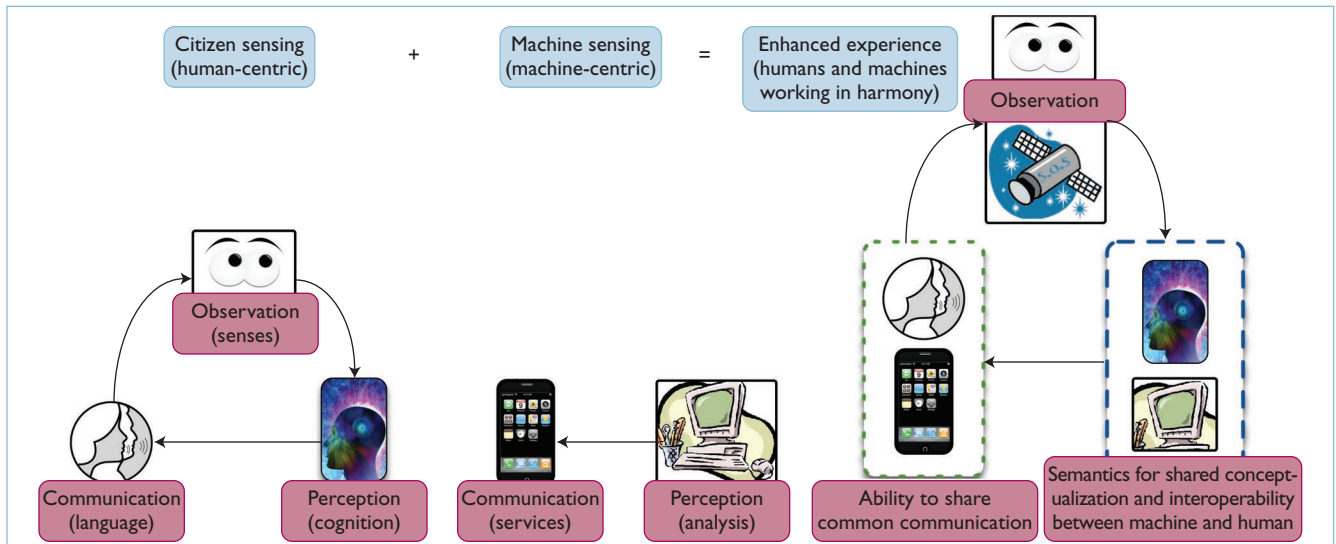 Citizen sensing
(human-centric)
+
Machine sensing
(machine-centric)
=
Enhanced experience
(humans and machines
working in harmony)
Observation
S.O.S
Observation
(senses)
Communication
(language)
Perception
(cognition)
Communication
(services)
Perception
(analysis)
Ability to share
common communication
Semantics for shared concept-
ualization and interoperability
between machine and human